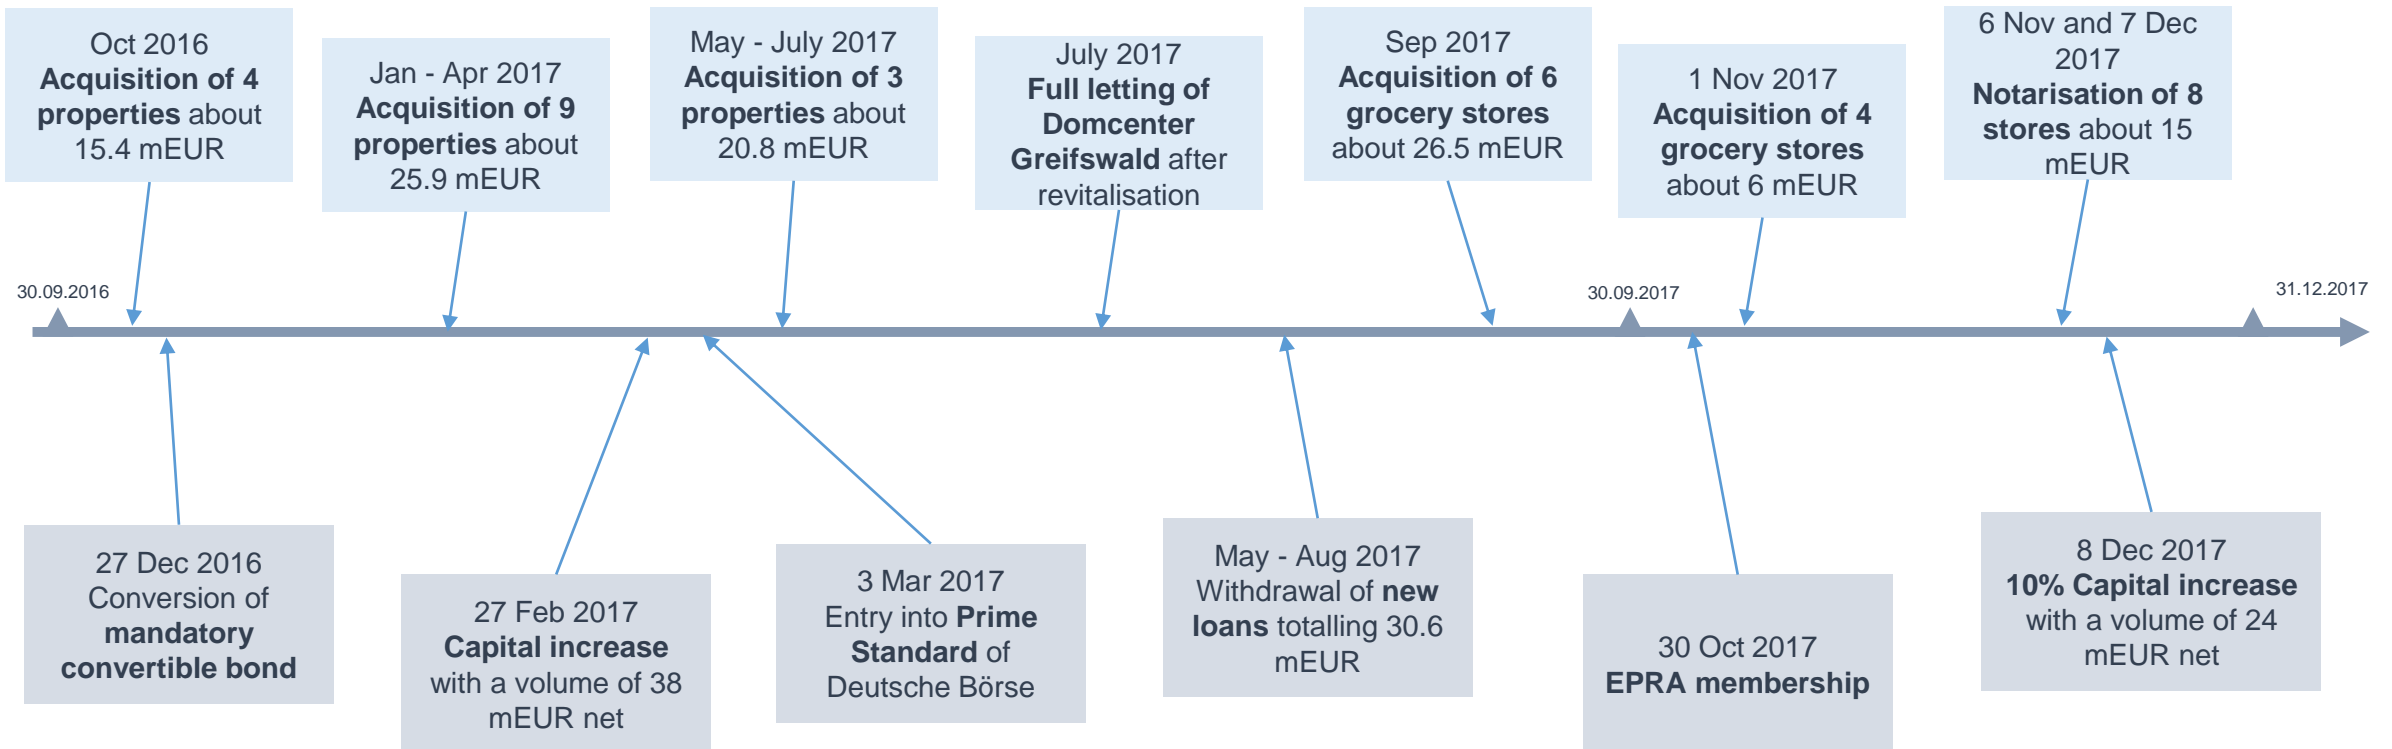 Oct 2016
Acquisition of 4
properties about
15.4 mEUR
Jan - Apr 2017
Acquisition of 9
properties about
25.9 mEUR
May - July 2017
Acquisition of 3
properties about
20.8 mEUR
July 2017
Full letting of
Domcenter
Greifswald after
revitalisation
Sep 2017
Acquisition of 6
grocery stores
about 26.5 mEUR
1 Nov 2017
Acquisition of 4
grocery stores
about 6 mEUR
6 Nov and 7 Dec
2017
Notarisation of 8
stores about 15
mEUR
30.09.2016
30.09.2017
31.12.2017
27 Dec 2016
Conversion of
mandatory
convertible bond
27 Feb 2017
Capital increase
with a volume of 38
mEUR net
3 Mar 2017
Entry into Prime
Standard of
Deutsche Börse
May - Aug 2017
Withdrawal of new
loans totalling 30.6
mEUR
30 Oct 2017
EPRA membership
8 Dec 2017
10% Capital increase
with a volume of 24
mEUR net